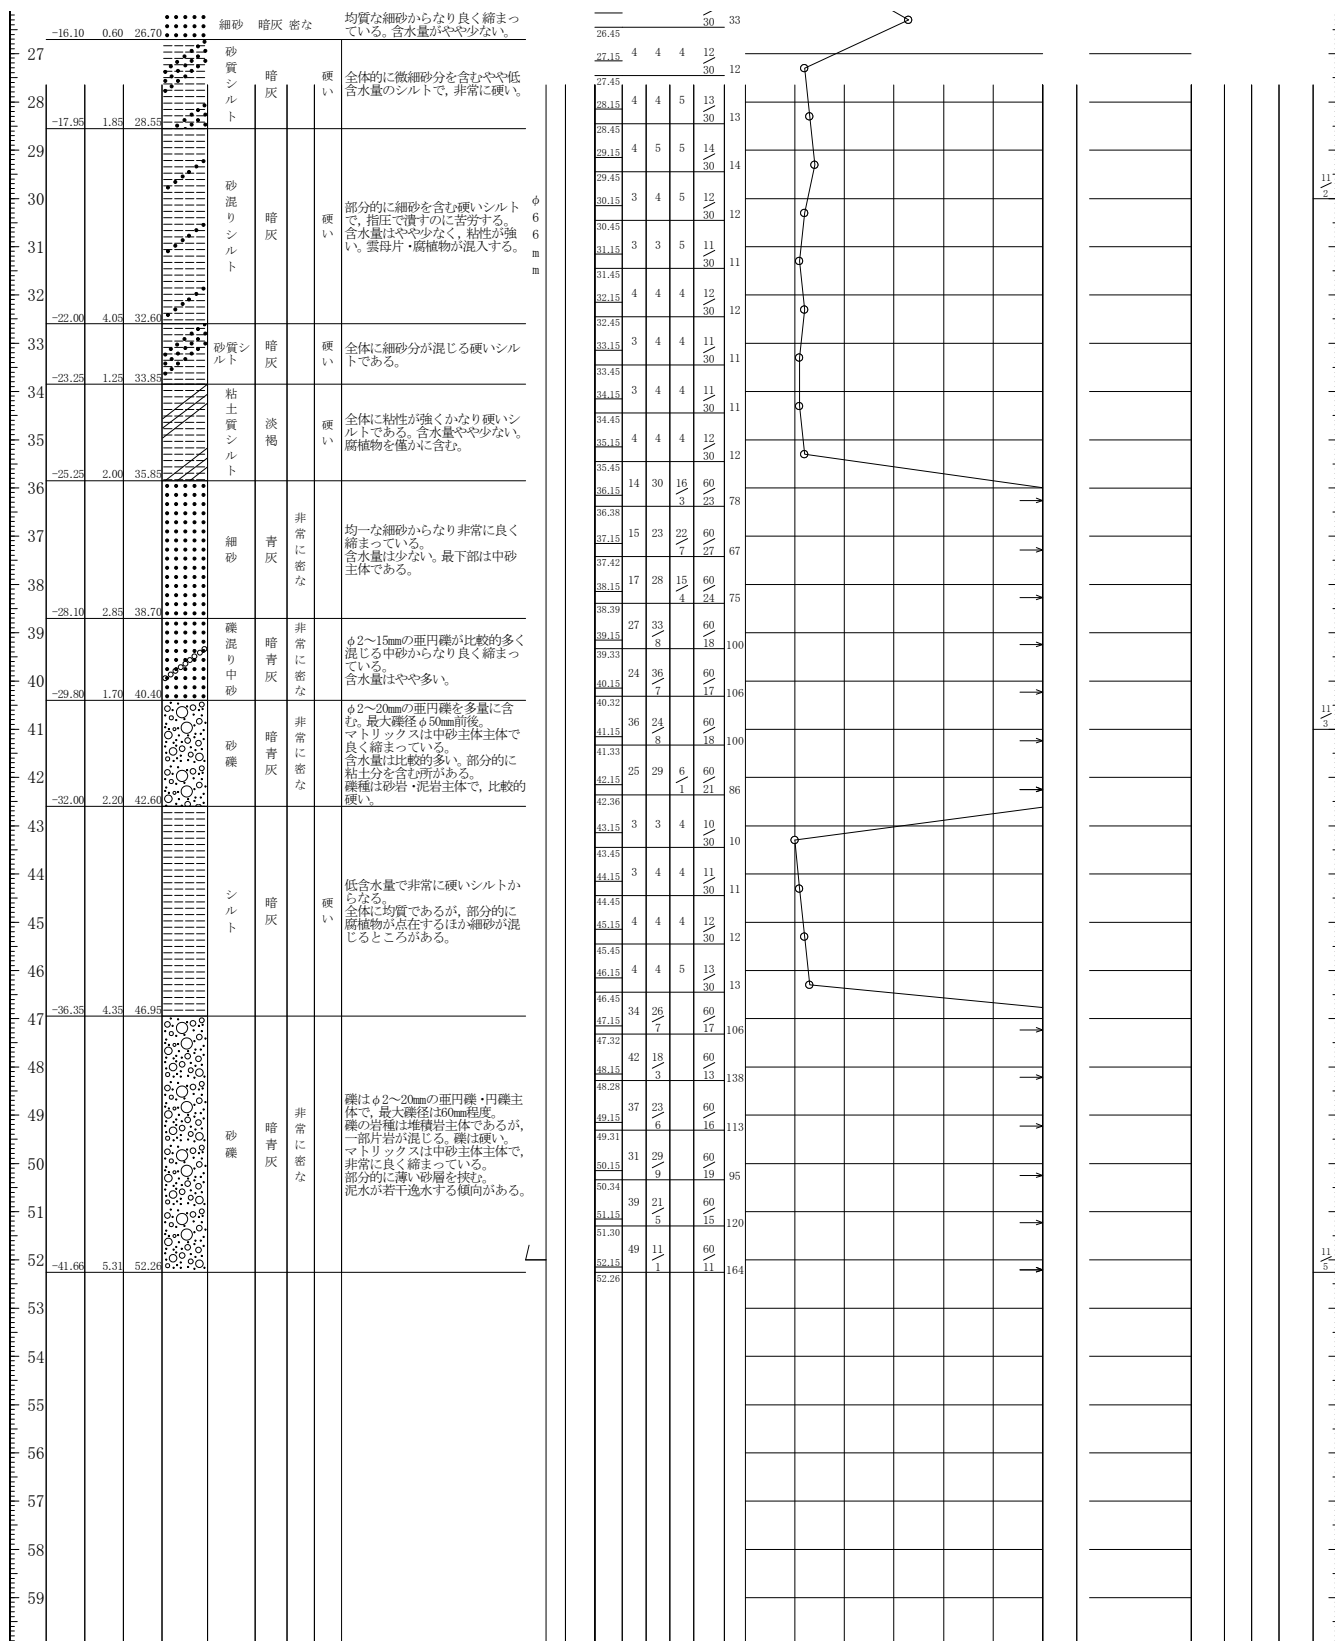 -16.10 0.60 26.70 細砂 暗灰 密な 均質な細砂からなり良く締まっ
ている。含水量がやや少ない。
30 33
26.45
27
砂質シルト 暗灰 硬い
全体的に微細砂分を含むやや低
含水量のシルトで, 非常に硬い。
27.15 4 4 4 12/30 12
27.45
28
28.15 4 4 5 13/30 13
-17.95 1.85 28.55
28.45
29
29.15 4 5 5 14/30 14
29.45
砂混りシルト 暗灰 硬い
部分的に細砂を含む硬いシルト
で, 指圧で潰すのに苦労する。
含水量はやや少なく, 粘性が強
い。雲母片・腐植物が混入する。
φ66mm
11/2
30
30.15 3 4 5 12/30 12
30.45
31
31.15 3 3 5 11/30 11
31.45
32
32.15 4 4 4 12/30 12
-22.00 4.05 32.60
32.45
33
砂質シルト 暗灰 硬い
全体に細砂分が混じる硬いシル
トである。
33.15 3 4 4 11/30 11
-23.25 1.25 33.85
33.45
34
34.15 3 4 4 11/30 11
34.45
粘土質シルト 淡褐 硬い
全体に粘性が強くかなり硬いシ
ルトである。含水量やや少ない。
腐植物を僅かに含む。
35
35.15 4 4 4 12/30 12
-25.25 2.00 35.85
35.45
36
36.15 14 30 16/3 60/23 78
36.38
細砂 青灰 非常に密な
均一な細砂からなり非常に良く
締まっている。
含水量は少ない。最下部は中砂
主体である。
37
37.15 15 23 22/7 60/27 67
37.42
38
38.15 17 28 15/4 60/24 75
-28.10 2.85 38.70
38.39
39
礫混り中砂 暗青灰 非常に密な
φ2～15mmの亜円礫が比較的多く
混じる中砂からなり良く締まっ
ている。
含水量はやや多い。
39.15 27 33/8 60/18 100
39.33
40
40.15 24 36/7 60/17 106
-29.80 1.70 40.40
40.32
砂礫 暗青灰 非常に密な
φ2～20mmの亜円礫を多量に含
む。最大礫径φ50mm前後。
マトリックスは中砂主体主体で
良く締まっている。
含水量は比較的多い。部分的に
粘土分を含む所がある。
礫種は砂岩・泥岩主体で, 比較的
硬い。
11/3
41
41.15 36 24/8 60/18 100
41.33
42
42.15 25 29 6/1 60/21 86
-32.00 2.20 42.60
42.36
43
43.15 3 3 4 10/30 10
43.45
44
44.15 3 4 4 11/30 11
44.45
シルト 暗灰 硬い
低含水量で非常に硬いシルトか
らなる。
全体に均質であるが, 部分的に
腐植物が点在するほか細砂が混
じるところがある。
45
45.15 4 4 4 12/30 12
45.45
46
46.15 4 4 5 13/30 13
-36.35 4.35 46.95
46.45
47
47.15 34 26/7 60/17 106
47.32
48
48.15 42 18/3 60/13 138
48.28
49
49.15 37 23/6 60/16 113
49.31
砂礫 暗青灰 非常に密な
礫はφ2～20mmの亜円礫・円礫主
体で, 最大礫径は60mm程度。
礫の岩種は堆積岩主体であるが,
一部片岩が混じる。礫は硬い。
マトリックスは中砂主体主体で,
非常に良く締まっている。
部分的に薄い砂層を挟む。
泥水が若干逸水する傾向がある。
50
50.15 31 29/9 60/19 95
50.34
51
51.15 39 21/5 60/15 120
51.30
52
52.15 49 11/1 60/11 164
-41.66 5.31 52.26
52.26
11/5
53
54
55
56
57
58
59